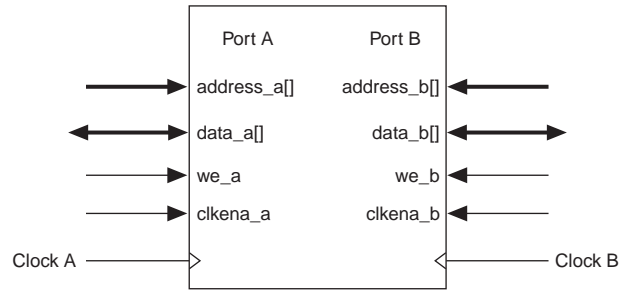 Port A Port B
address_a[] address_b[]
data_a[] data_b[]
we_a we_b
clkena_a clkena_b
Clock A Clock B